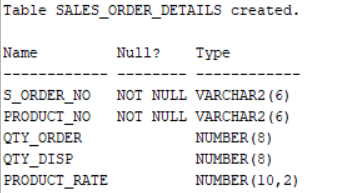 Table SALES_ORDER_DETAILS created.
Name         Null?    Type
------------ -------- ------------
S_ORDER_NO   NOT NULL VARCHAR2(6)
PRODUCT_NO   NOT NULL VARCHAR2(6)
QTY_ORDER             NUMBER(8)
QTY_DISP              NUMBER(8)
PRODUCT_RATE          NUMBER(10,2)